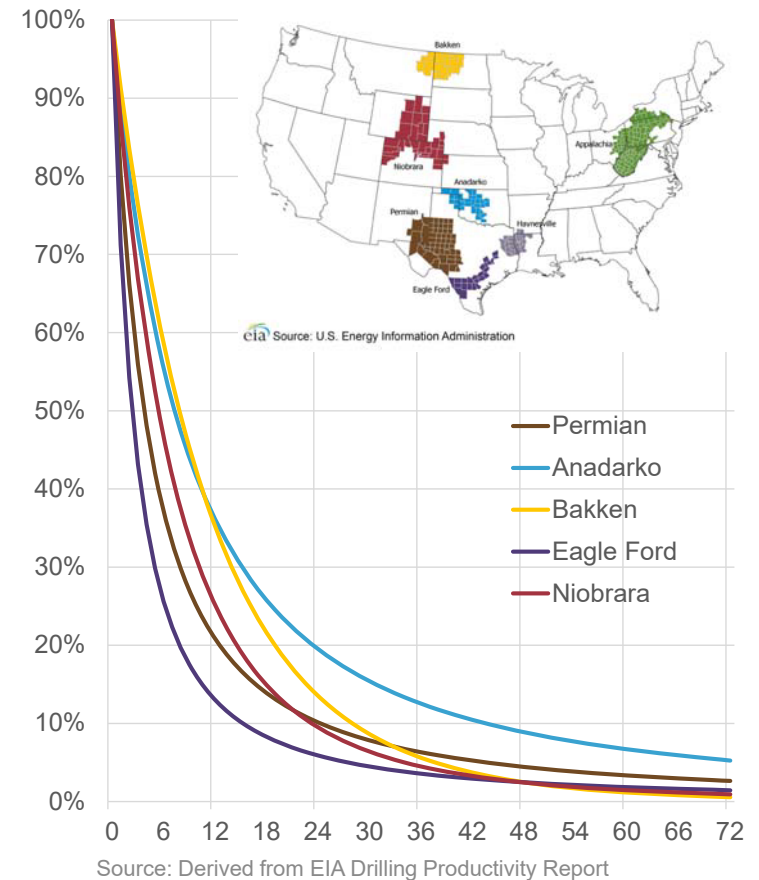 100%
90%
80%
70%
60%
50%
40%
30%
20%
10%
0%
Bakken
Appalachia
Niobrara
Anadarko
Permian
Haynesville
Eagle Ford
eia Source: U.S. Energy Information Administration
Permian
Anadarko
Bakken
Eagle Ford
Niobrara
0 6 12 18 24 30 36 42 48 54 60 66 72
Source: Derived from EIA Drilling Productivity Report